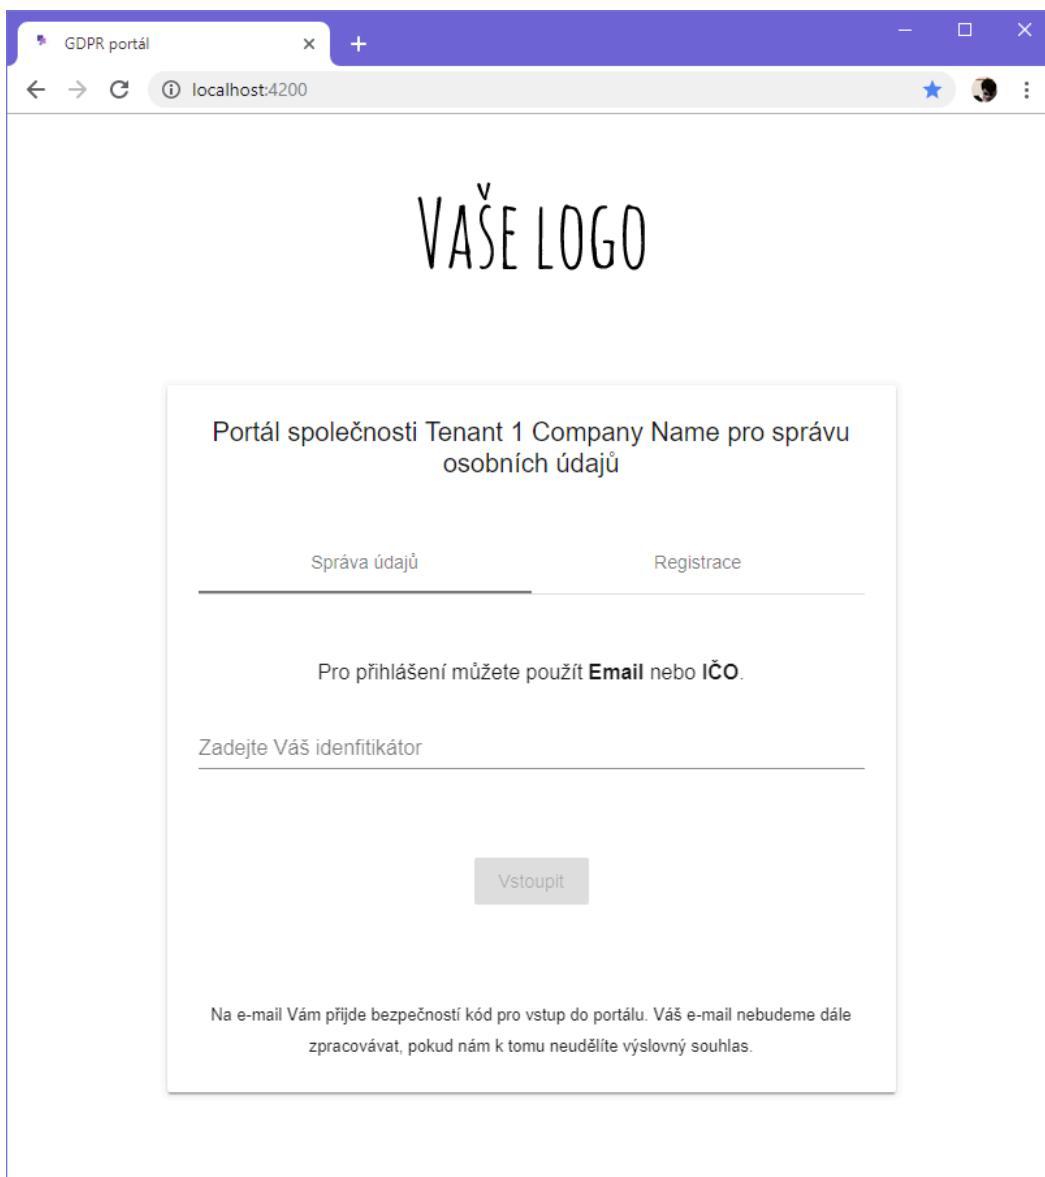 GDPR portál
localhost:4200
VAŠE LOGO
Portál společnosti Tenant 1 Company Name pro správu
osobních údajů
Správa údajů Registrace
Pro přihlášení můžete použít Email nebo IČO.
Zadejte Váš idenfitikátor
Vstoupit
Na e-mail Vám přijde bezpečností kód pro vstup do portálu. Váš e-mail nebudeme dále
zpracovávat, pokud nám k tomu neudělíte výslovný souhlas.